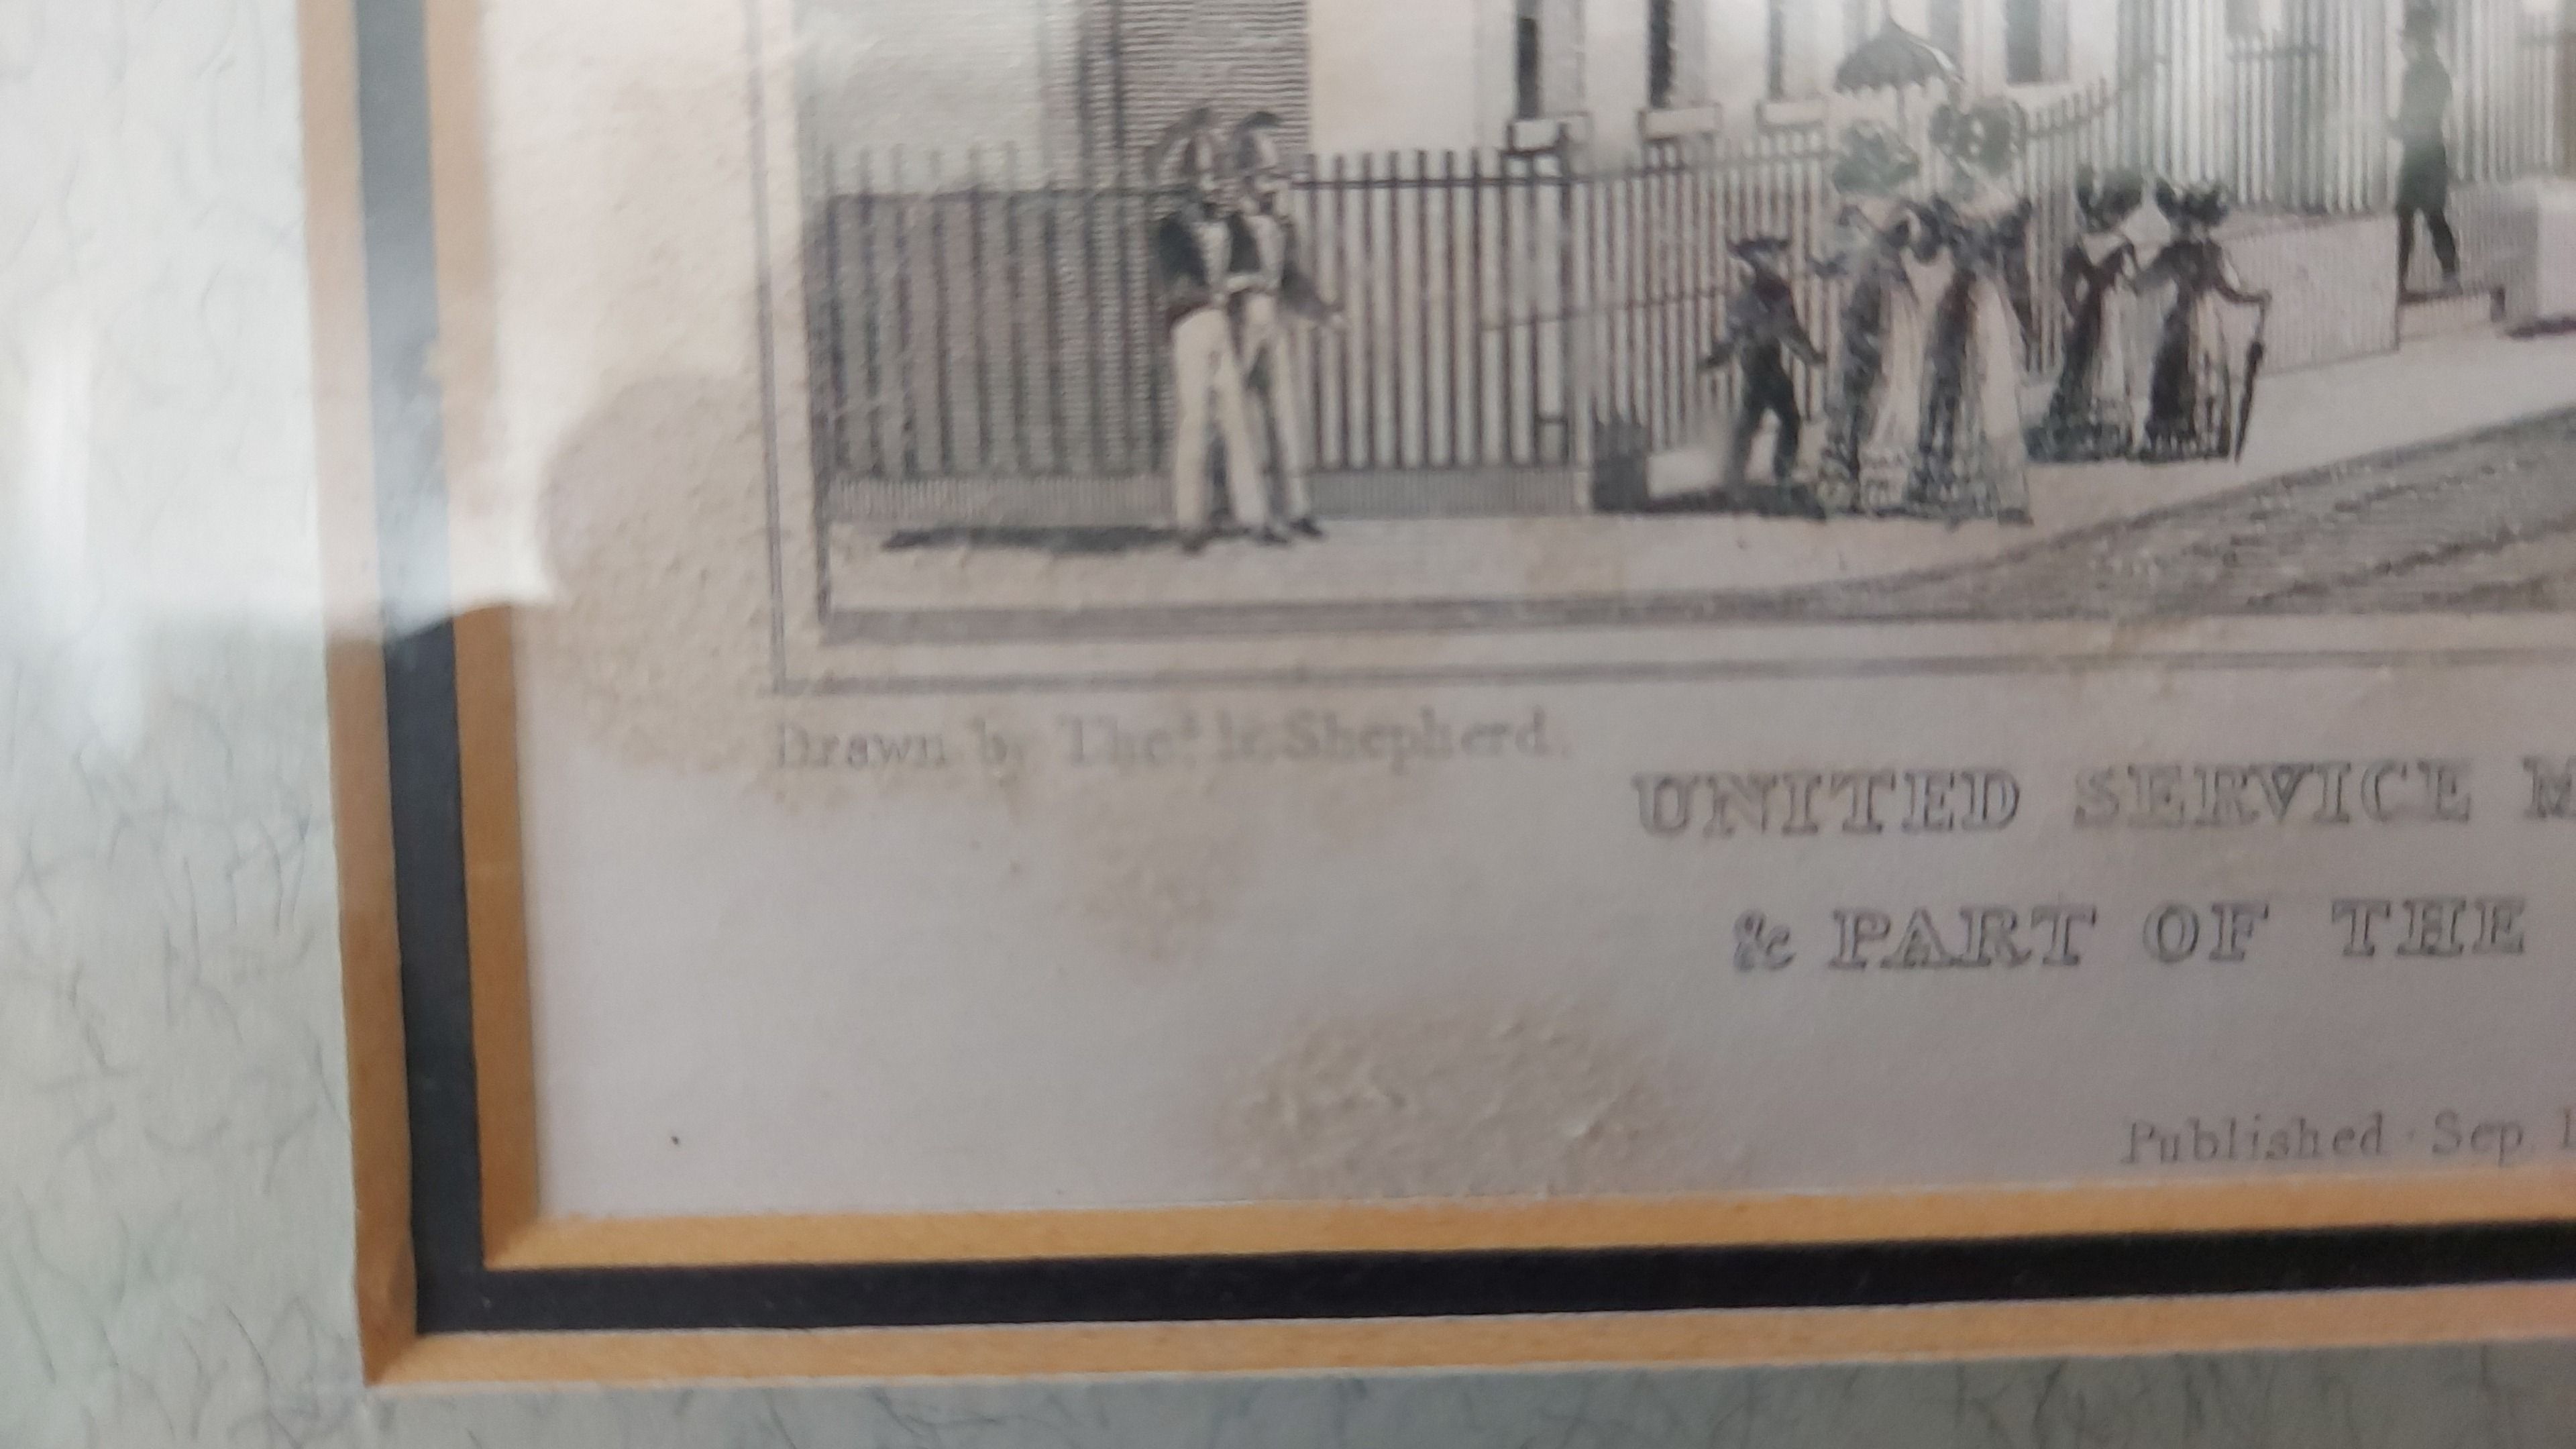 Drawn by Thoˢ. H. Shepherd.
UNITED SERVICE
& PART OF THE
Published Sep.